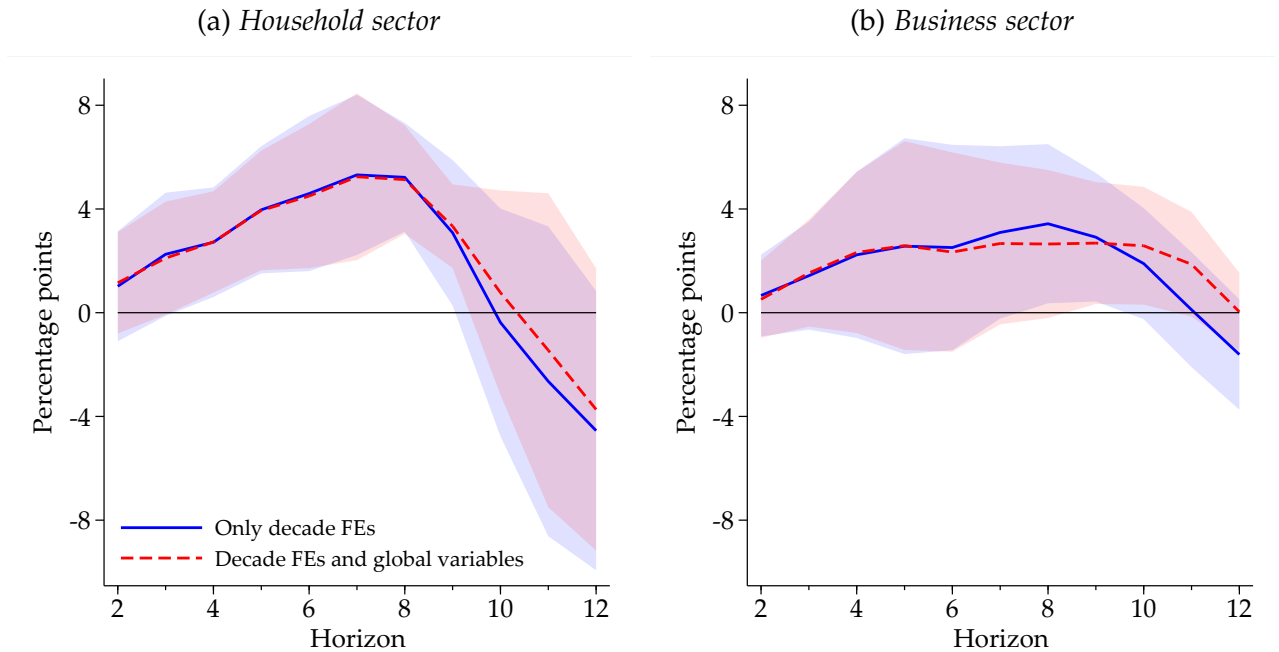 (a) Household sector
8
4
0
-4
-8
Percentage points
Only decade FEs
Decade FEs and global variables
2 4 6 8 10 12
Horizon
(b) Business sector
8
4
0
-4
-8
Percentage points
2 4 6 8 10 12
Horizon